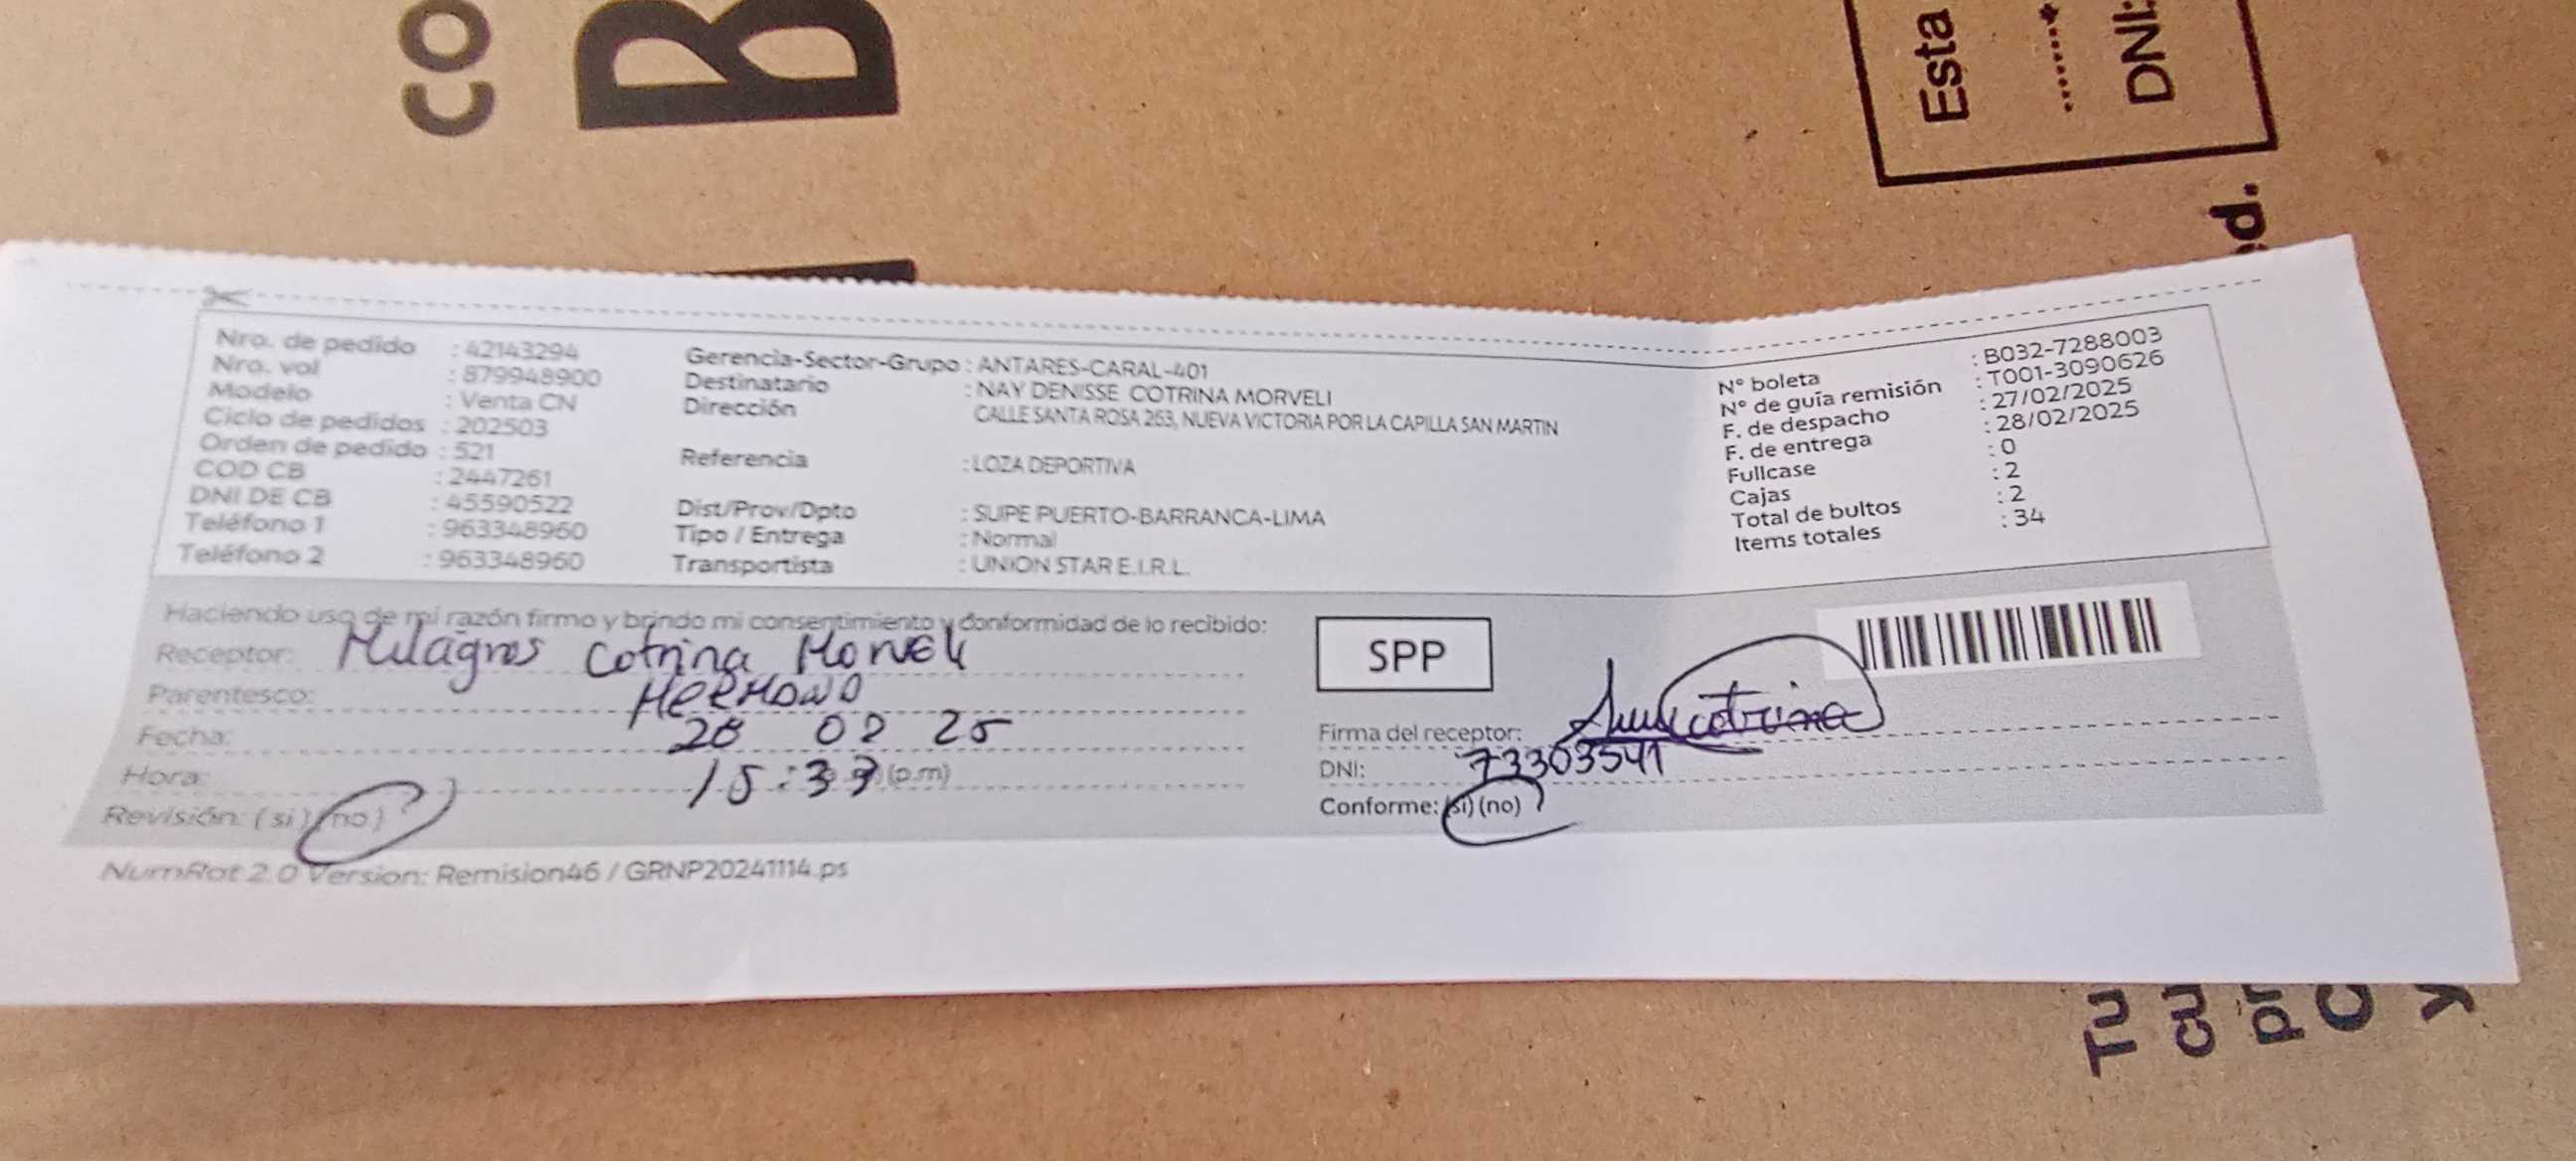 CO
B
Esta
DNI:
od.
Nro. de pedido : 42143294
Nro. vol : 879948900
Modelo : Venta CN
Ciclo de pedidos : 202503
Orden de pedido : 521
COD CB : 2447261
DNI DE CB : 45590522
Teléfono 1 : 963348960
Teléfono 2 : 963348960
Gerencia-Sector-Grupo : ANTARES-CARAL-401
Destinatario : NAY DENISSE COTRINA MORVELI
Dirección CALLE SANTA ROSA 263, NUEVA VICTORIA POR LA CAPILLA SAN MARTIN
Referencia : LOZA DEPORTIVA
Dist/Prov/Dpto : SUPE PUERTO-BARRANCA-LIMA
Tipo / Entrega : Normal
Transportista : UNION STAR E.I.R.L.
N° boleta : B032-7288003
N° de guía remisión : T001-3090626
F. de despacho : 27/02/2025
F. de entrega : 28/02/2025
Fullcase : 0
Cajas : 2
Total de bultos : 2
Items totales : 34
Haciendo uso de mi razón firmo y brindo mi consentimiento y conformidad de lo recibido:
Receptor: Milagros Cotrina Morveli
Parentesco: HERMANO
Fecha: 28 02 25
Hora: 15:37 (p.m)
Revisión: (si) (no)
SPP
Firma del receptor: cotrina
DNI: 73303541
Conforme: (si) (no)
NumRot 2.0 Version: Remision46 / GRNP20241114.ps
Tu
cu
pr
C
y